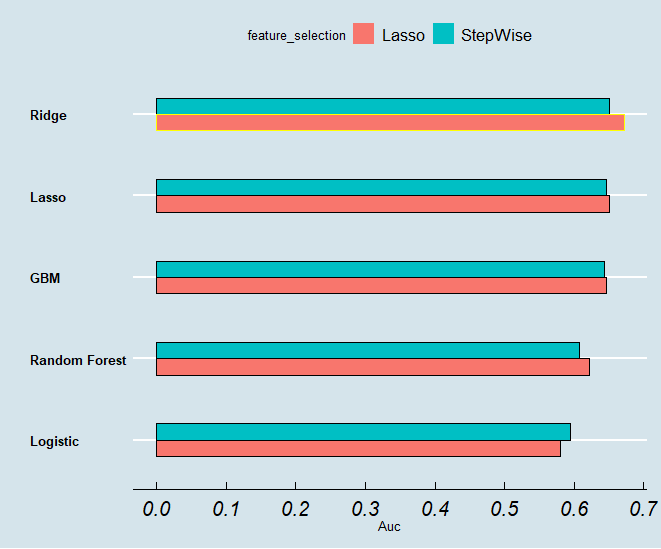 feature_selection Lasso StepWise
Ridge
Lasso
GBM
Random Forest
Logistic
0.0 0.1 0.2 0.3 0.4 0.5 0.6 0.7
Auc